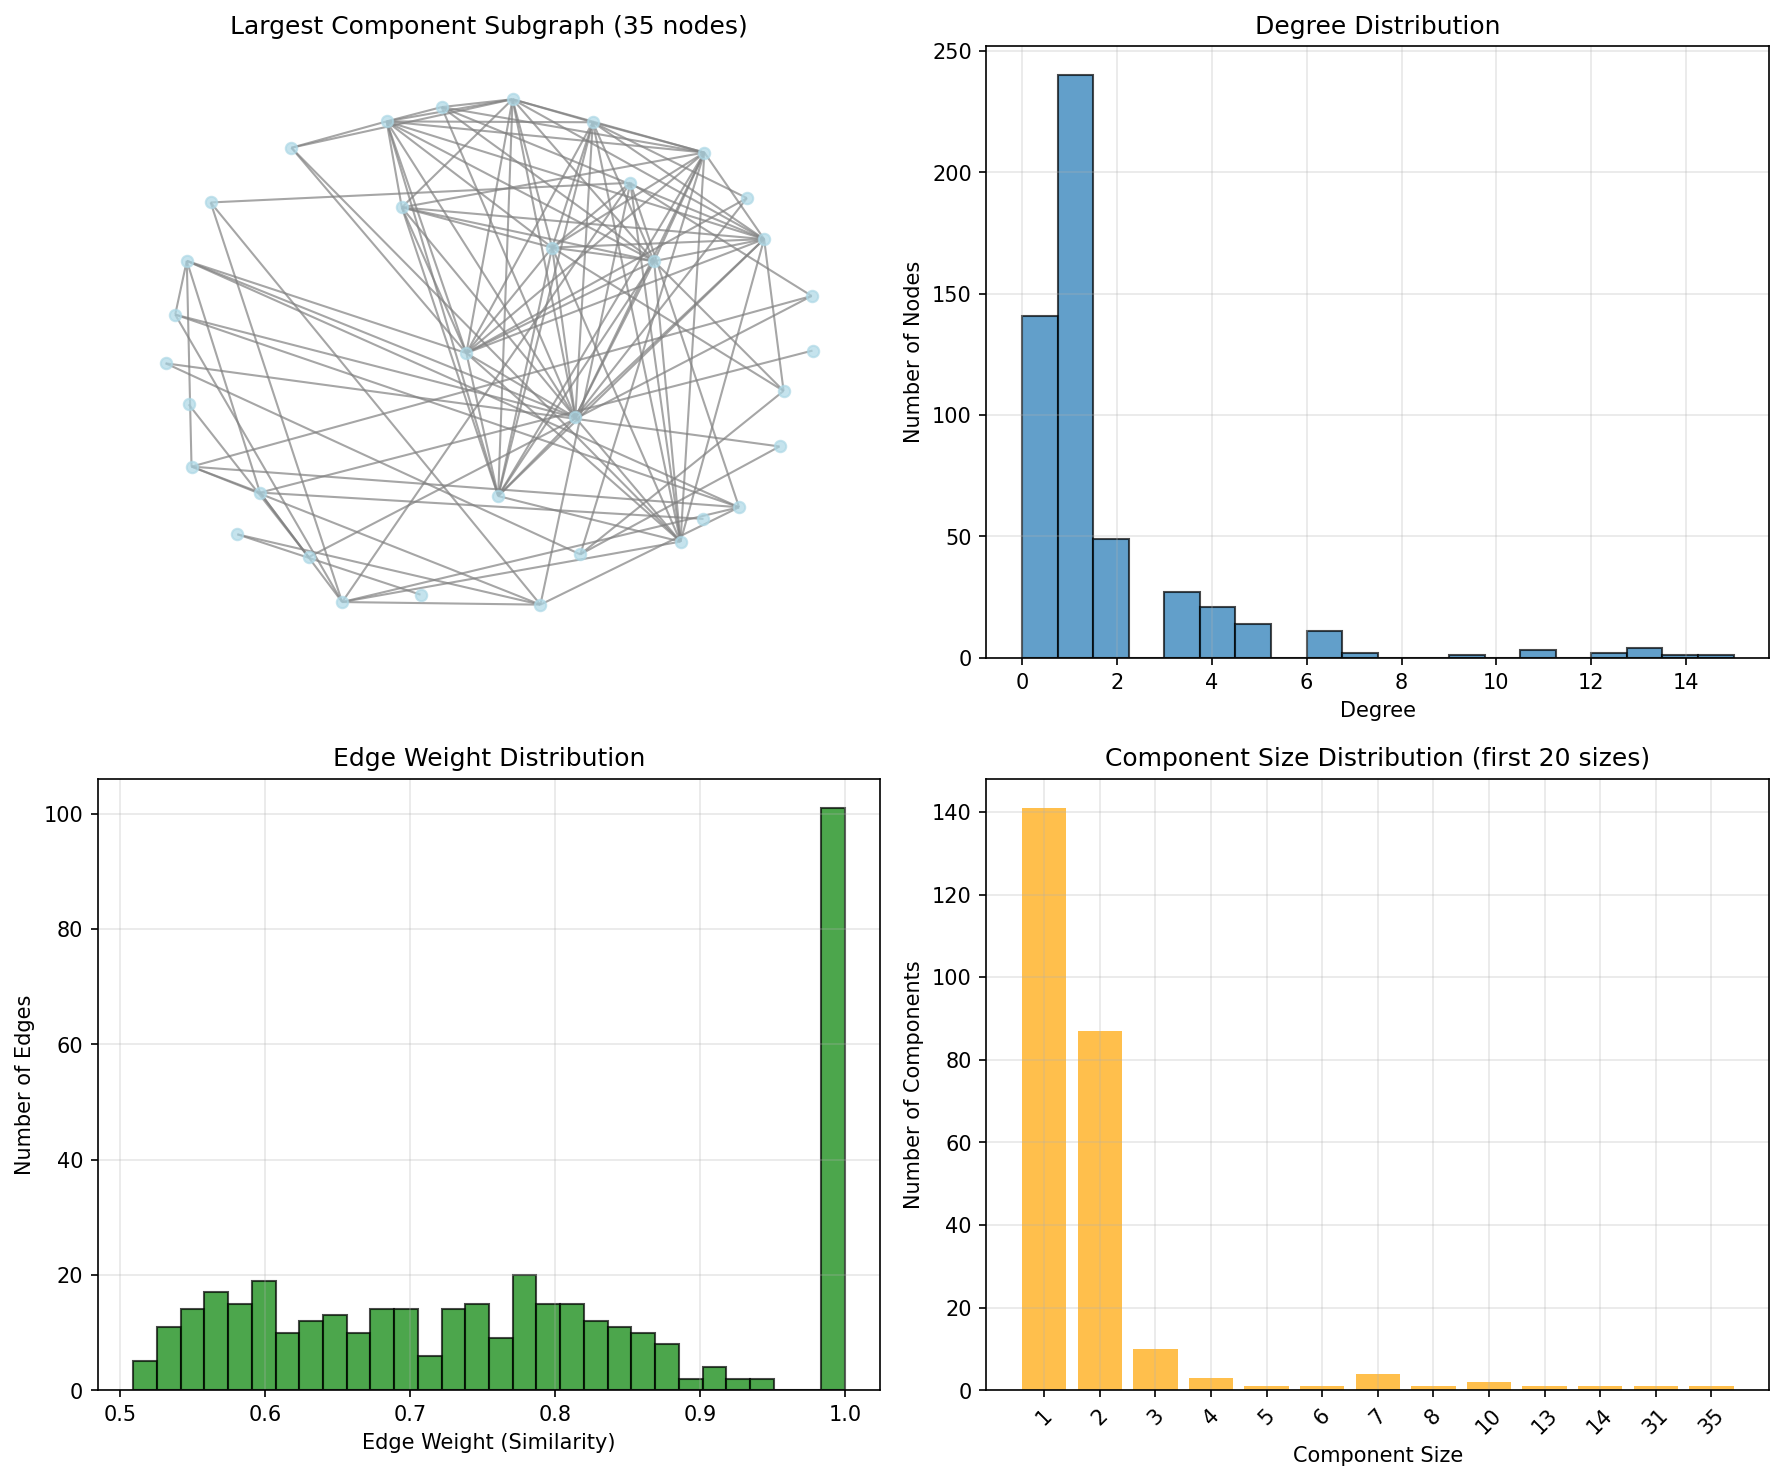 Largest Component Subgraph (35 nodes)
Degree Distribution
Number of Nodes
250
200
150
100
50
0
0 2 4 6 8 10 12 14
Degree
Edge Weight Distribution
Number of Edges
100
80
60
40
20
0
0.5 0.6 0.7 0.8 0.9 1.0
Edge Weight (Similarity)
Component Size Distribution (first 20 sizes)
Number of Components
140
120
100
80
60
40
20
0
1 2 3 4 5 6 7 8 10 13 14 31 35
Component Size